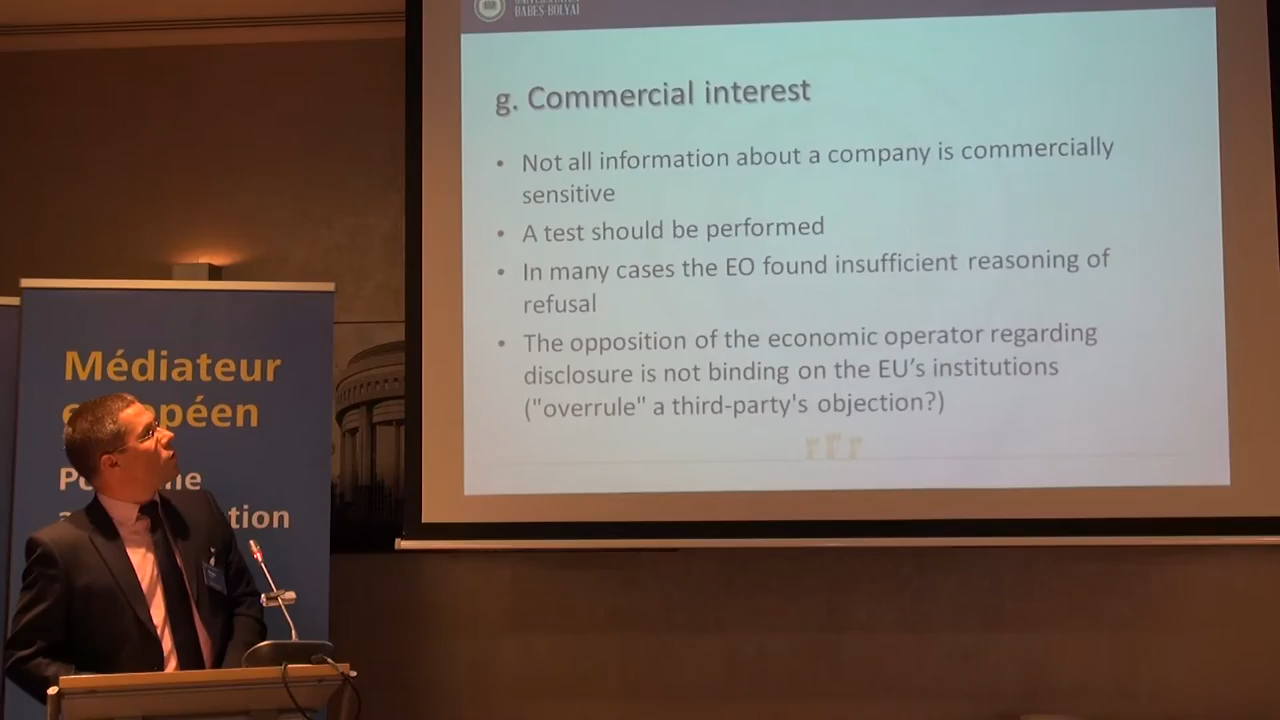 BABEȘ-BOLYAI
g. Commercial interest
• Not all information about a company is commercially
sensitive
• A test should be performed
• In many cases the EO found insufficient reasoning of
refusal
• The opposition of the economic operator regarding
disclosure is not binding on the EU's institutions
("overrule" a third-party's objection?)
Médiateur
européen
tion